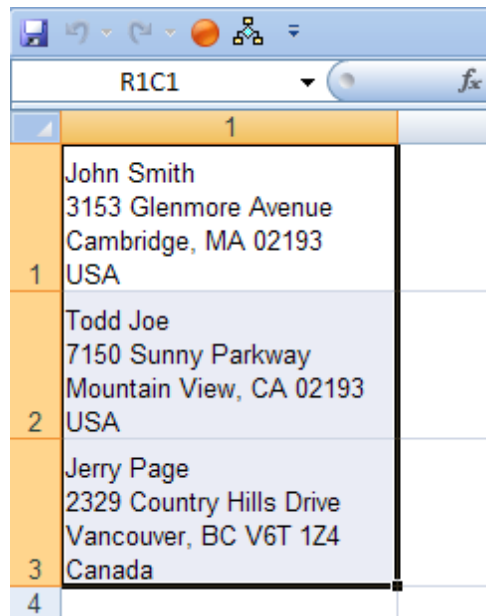 R1C1
fx
1
John Smith
3153 Glenmore Avenue
Cambridge, MA 02193
1 USA
Todd Joe
7150 Sunny Parkway
Mountain View, CA 02193
2 USA
Jerry Page
2329 Country Hills Drive
Vancouver, BC V6T 1Z4
3 Canada
4